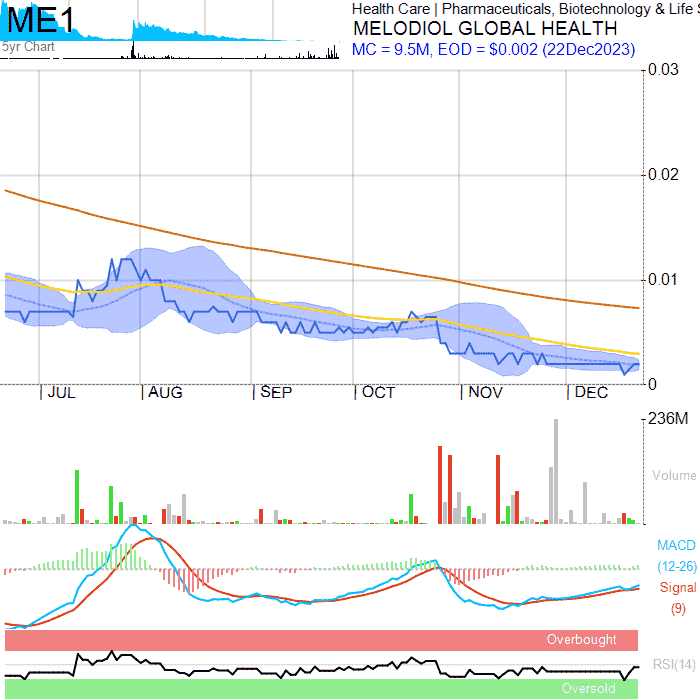 ME1
5yr Chart
Health Care | Pharmaceuticals, Biotechnology & Life S
MELODIOL GLOBAL HEALTH
MC = 9.5M, EOD = $0.002 (22Dec2023)
0.03
0.02
0.01
0
| JUL | AUG | SEP | OCT | NOV | DEC
236M
Volume
MACD
(12-26)
Signal
(9)
Overbought
RSI(14)
Oversold